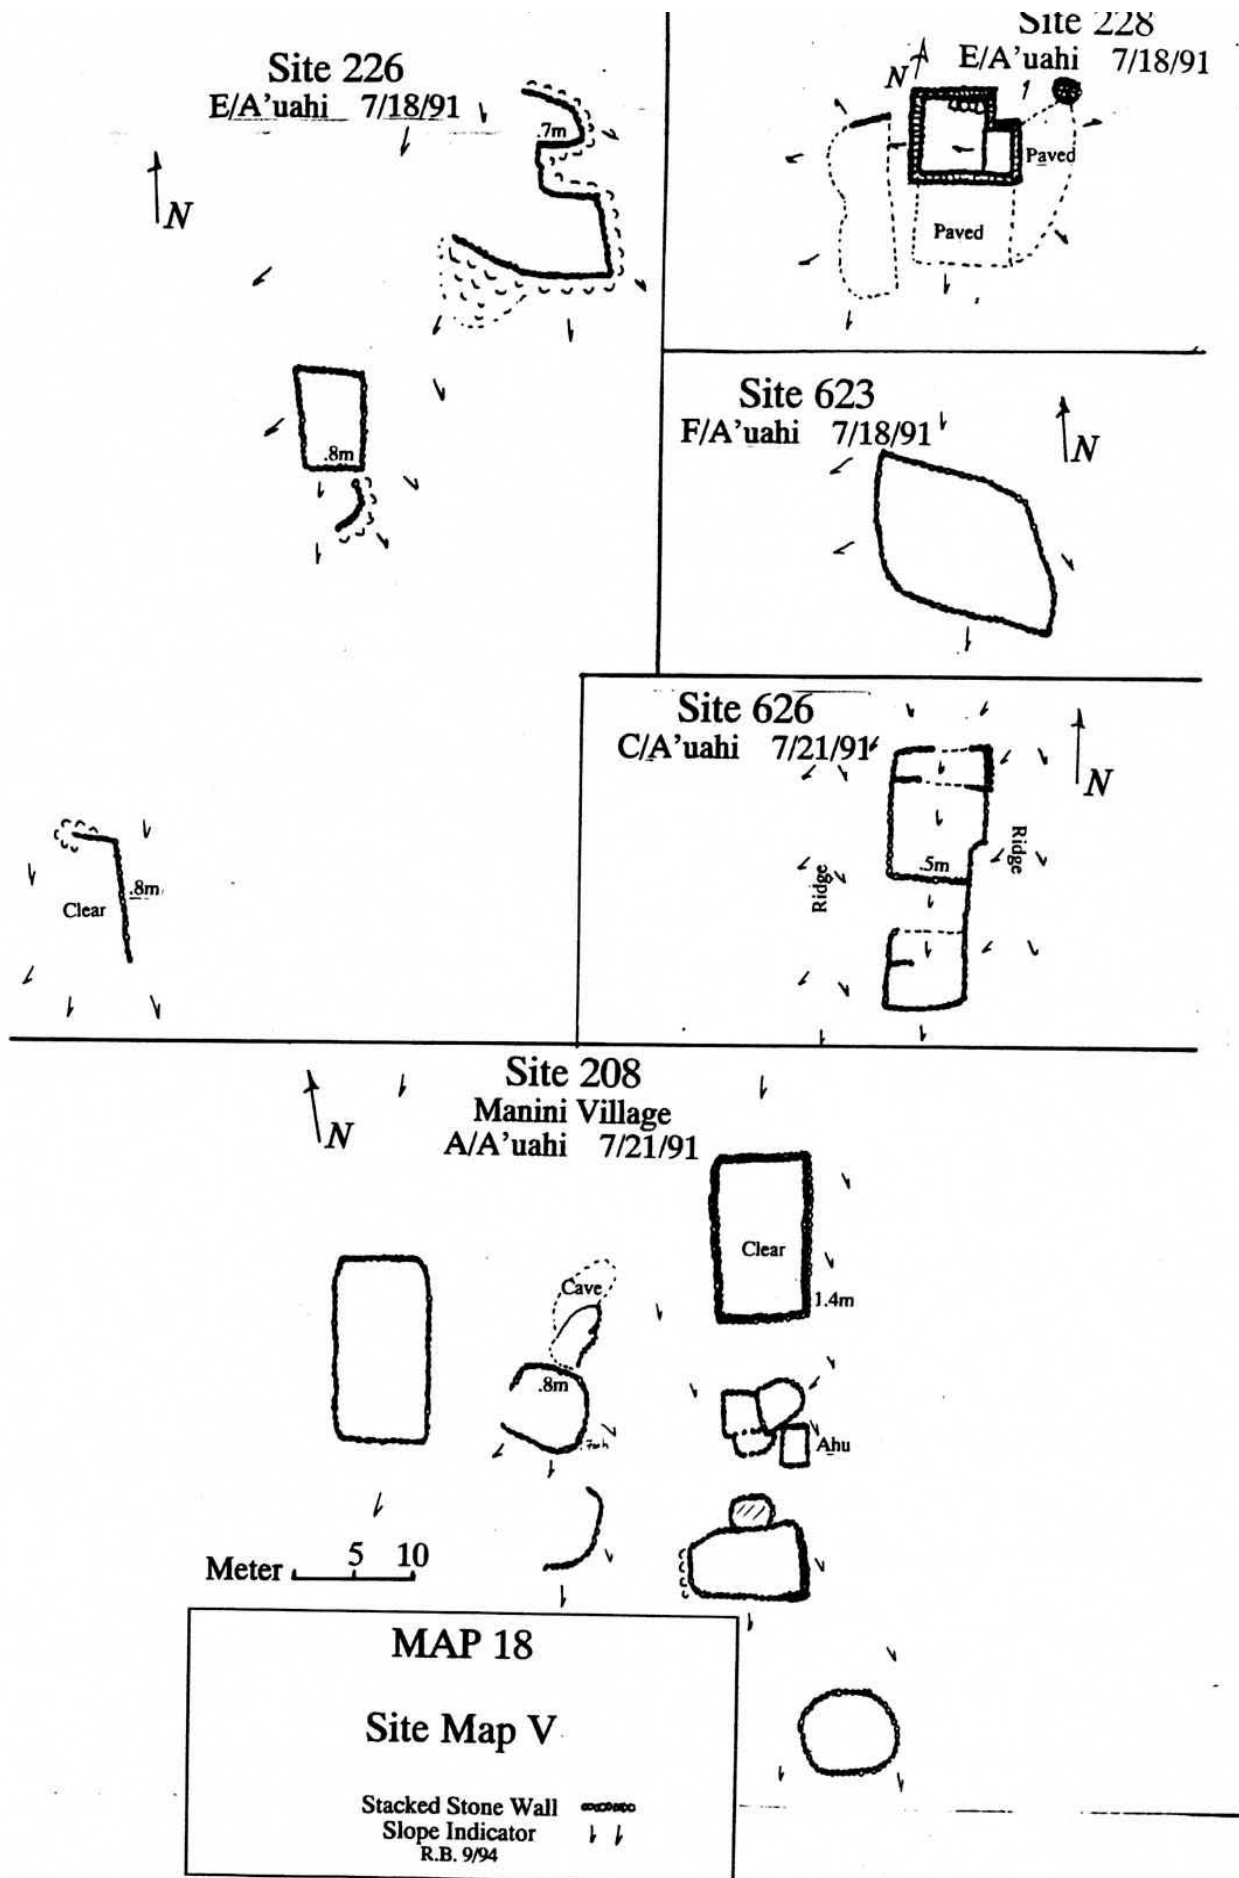 Site 226
E/A'uahi 7/18/91
.7m
N
.8m
.8m
Clear
Site 228
E/A'uahi 7/18/91
N
Paved
Paved
Site 623
F/A'uahi 7/18/91
N
Site 626
C/A'uahi 7/21/91
N
Ridge
.5m
Ridge
Site 208
Manini Village
A/A'uahi 7/21/91
N
Clear
Cave
1.4m
.8m
Ahu
Meter 5 10
MAP 18
Site Map V
Stacked Stone Wall
Slope Indicator
R.B. 9/94